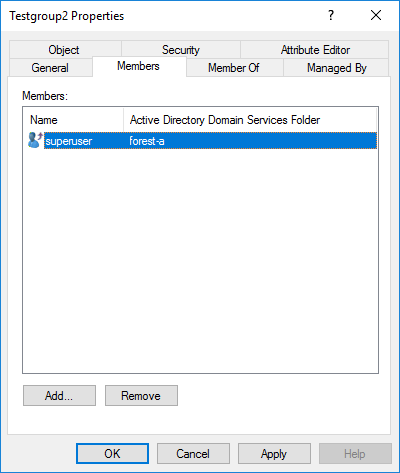 Testgroup2 Properties
?
Object Security Attribute Editor
General Members Member Of Managed By
Members:
Name Active Directory Domain Services Folder
superuser forest-a
Add... Remove
OK Cancel Apply Help